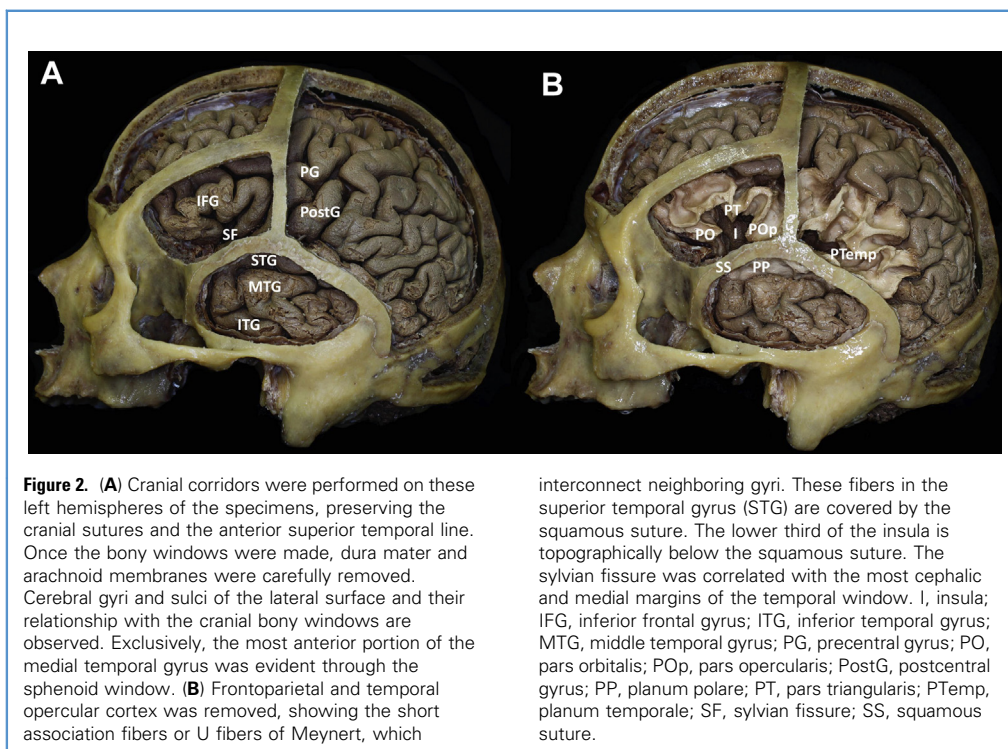 A
B
IFG
PG
PostG
SF
STG
MTG
ITG
PT
PO
I
POp
PTemp
SS
PP
Figure 2. (A) Cranial corridors were performed on these
left hemispheres of the specimens, preserving the
cranial sutures and the anterior superior temporal line.
Once the bony windows were made, dura mater and
arachnoid membranes were carefully removed.
Cerebral gyri and sulci of the lateral surface and their
relationship with the cranial bony windows are
observed. Exclusively, the most anterior portion of the
medial temporal gyrus was evident through the
sphenoid window. (B) Frontoparietal and temporal
opercular cortex was removed, showing the short
association fibers or U fibers of Meynert, which
interconnect neighboring gyri. These fibers in the
superior temporal gyrus (STG) are covered by the
squamous suture. The lower third of the insula is
topographically below the squamous suture. The
sylvian fissure was correlated with the most cephalic
and medial margins of the temporal window. I, insula;
IFG, inferior frontal gyrus; ITG, inferior temporal gyrus;
MTG, middle temporal gyrus; PG, precentral gyrus; PO,
pars orbitalis; POp, pars opercularis; PostG, postcentral
gyrus; PP, planum polare; PT, pars triangularis; PTemp,
planum temporale; SF, sylvian fissure; SS, squamous
suture.